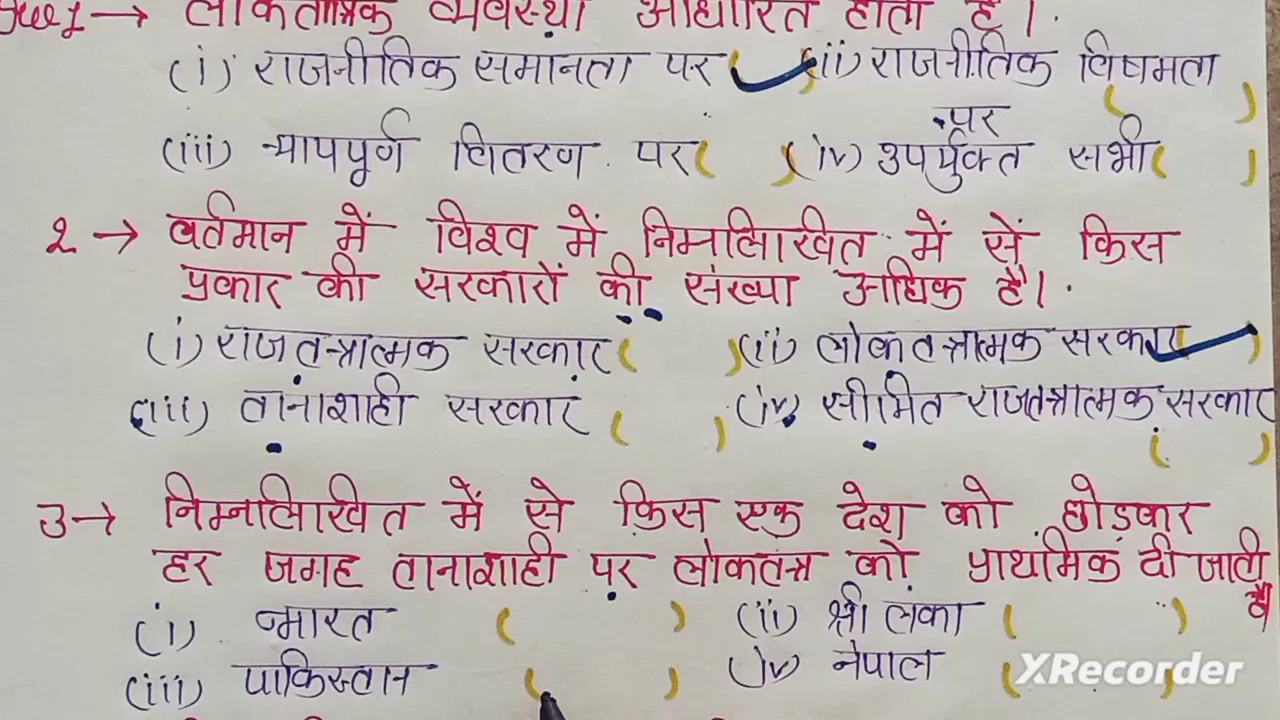 लोकतांत्रिक व्यवस्था आधारित होती है।
(i) राजनीतिक समानता पर (ii) राजनीतिक विषमता
पर
(iii) न्यायपूर्ण वितरण पर ( ) (iv) उपर्युक्त सभी ( )
2 → वर्तमान में विश्व में निम्नलिखित में सें किस
प्रकार की सरकारों की संख्या अधिक है।
(i) राजतन्त्रात्मक सरकार ( ) (ii) लोकतन्त्रात्मक सरकार
(iii) तानाशाही सरकार ( ) (iv) सीमित राजतन्त्रात्मक सरकार
( )
3 → निम्नलिखित में से किस एक देश को छोड़कर
हर जगह तानाशाही पर लोकतन्त्र को प्राथमिक दी जाती
है
(i) भारत ( ) (ii) श्री लंका ( )
(iii) पाकिस्तान ( ) (iv) नेपाल ( )
XRecorder